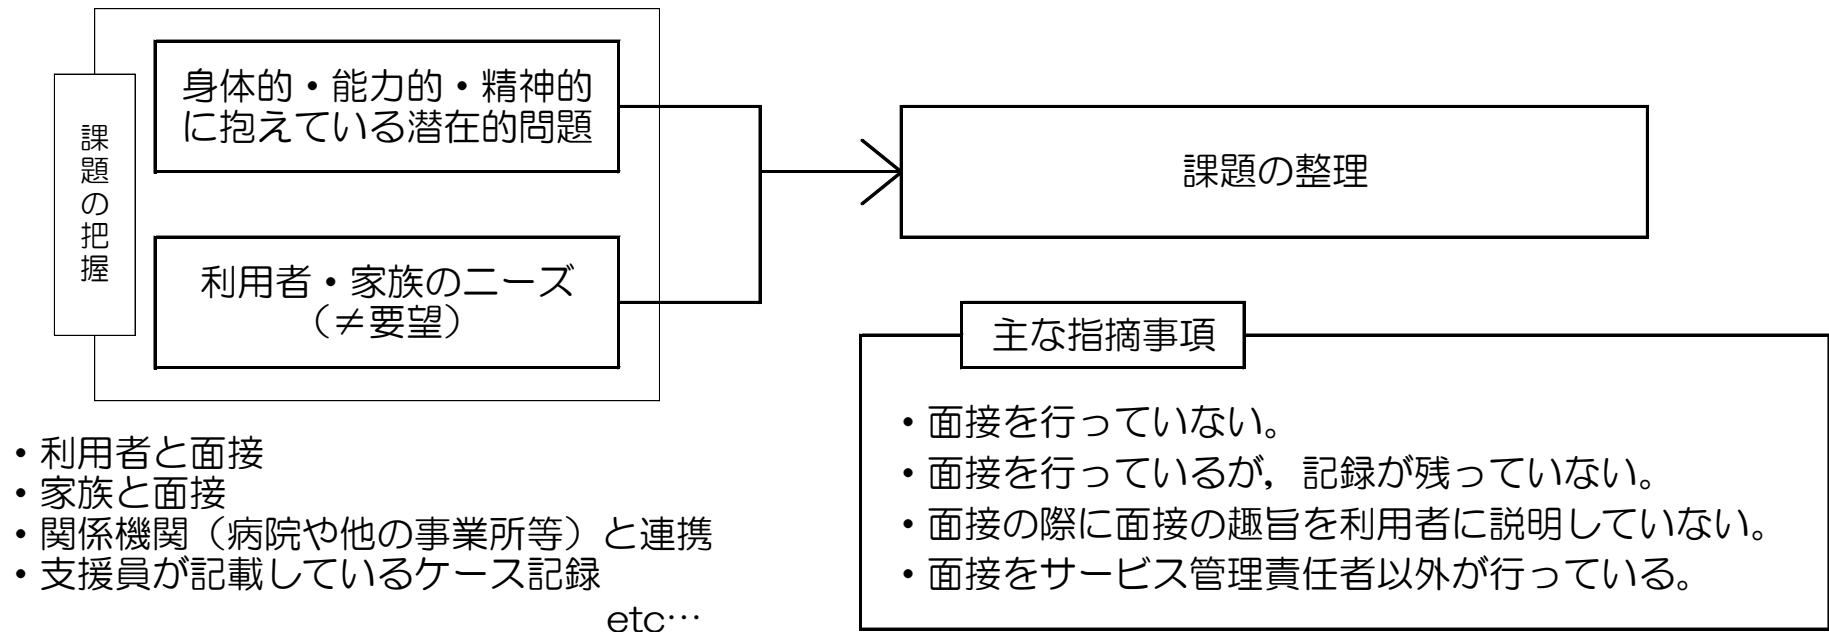 課題の把握
身体的・能力的・精神的
に抱えている潜在的問題
利用者・家族のニーズ
（≠要望）
課題の整理
・利用者と面接
・家族と面接
・関係機関（病院や他の事業所等）と連携
・支援員が記載しているケース記録
etc…
主な指摘事項
・面接を行っていない。
・面接を行っているが，記録が残っていない。
・面接の際に面接の趣旨を利用者に説明していない。
・面接をサービス管理責任者以外が行っている。